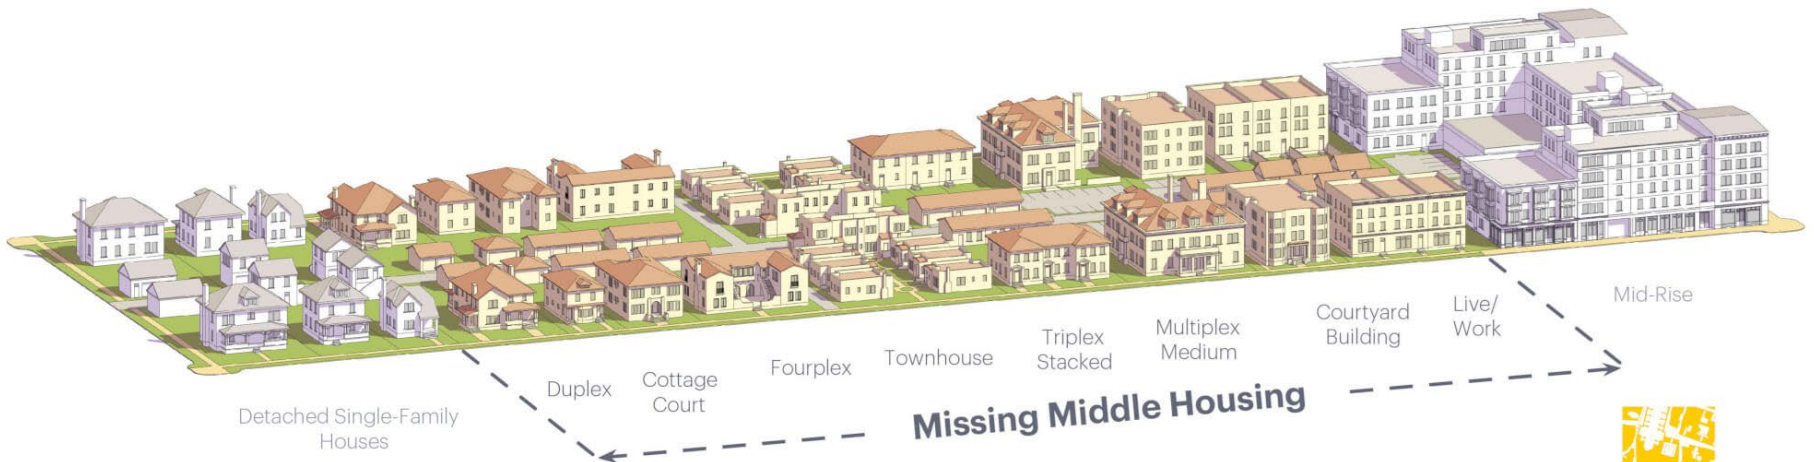 Detached Single-Family
Houses
Duplex
Cottage
Court
Fourplex
Townhouse
Triplex
Stacked
Multiplex
Medium
Courtyard
Building
Live/
Work
Mid-Rise
Missing Middle Housing